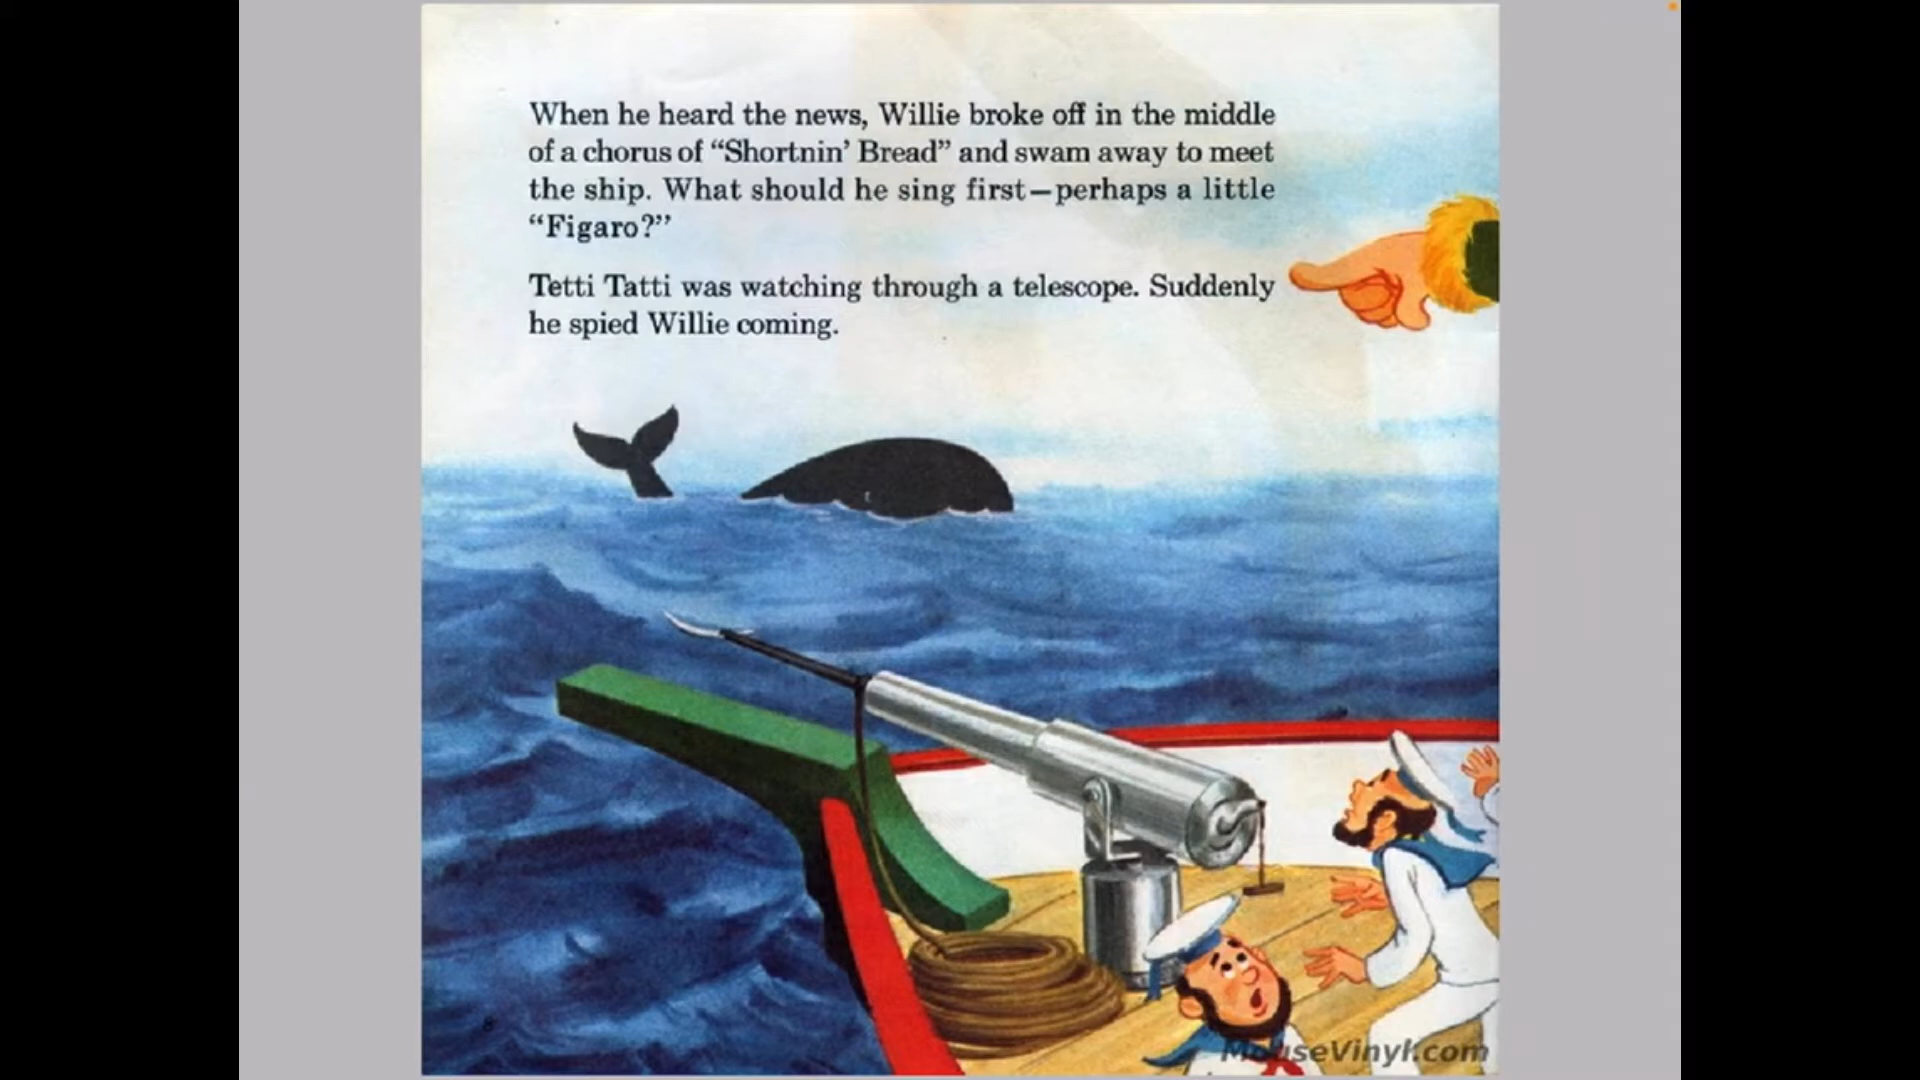 When he heard the news, Willie broke off in the middle
of a chorus of “Shortnin’ Bread” and swam away to meet
the ship. What should he sing first—perhaps a little
“Figaro?”
Tetti Tatti was watching through a telescope. Suddenly
he spied Willie coming.
8
MouseVinyl.com